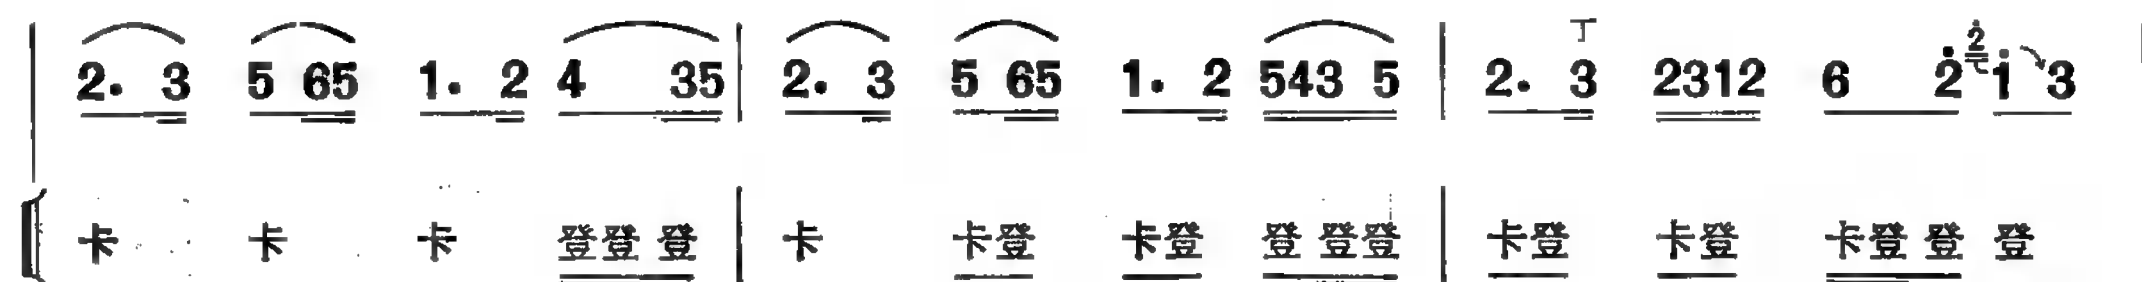 丁
2. 3 5 65 1. 2 4 35 2. 3 5 65 1. 2 543 5 2. 3 2312 6 2 2 1 3
卡 卡 卡 登登 登 卡 卡登 卡登 登 登登 卡登 卡登 卡登 登 登